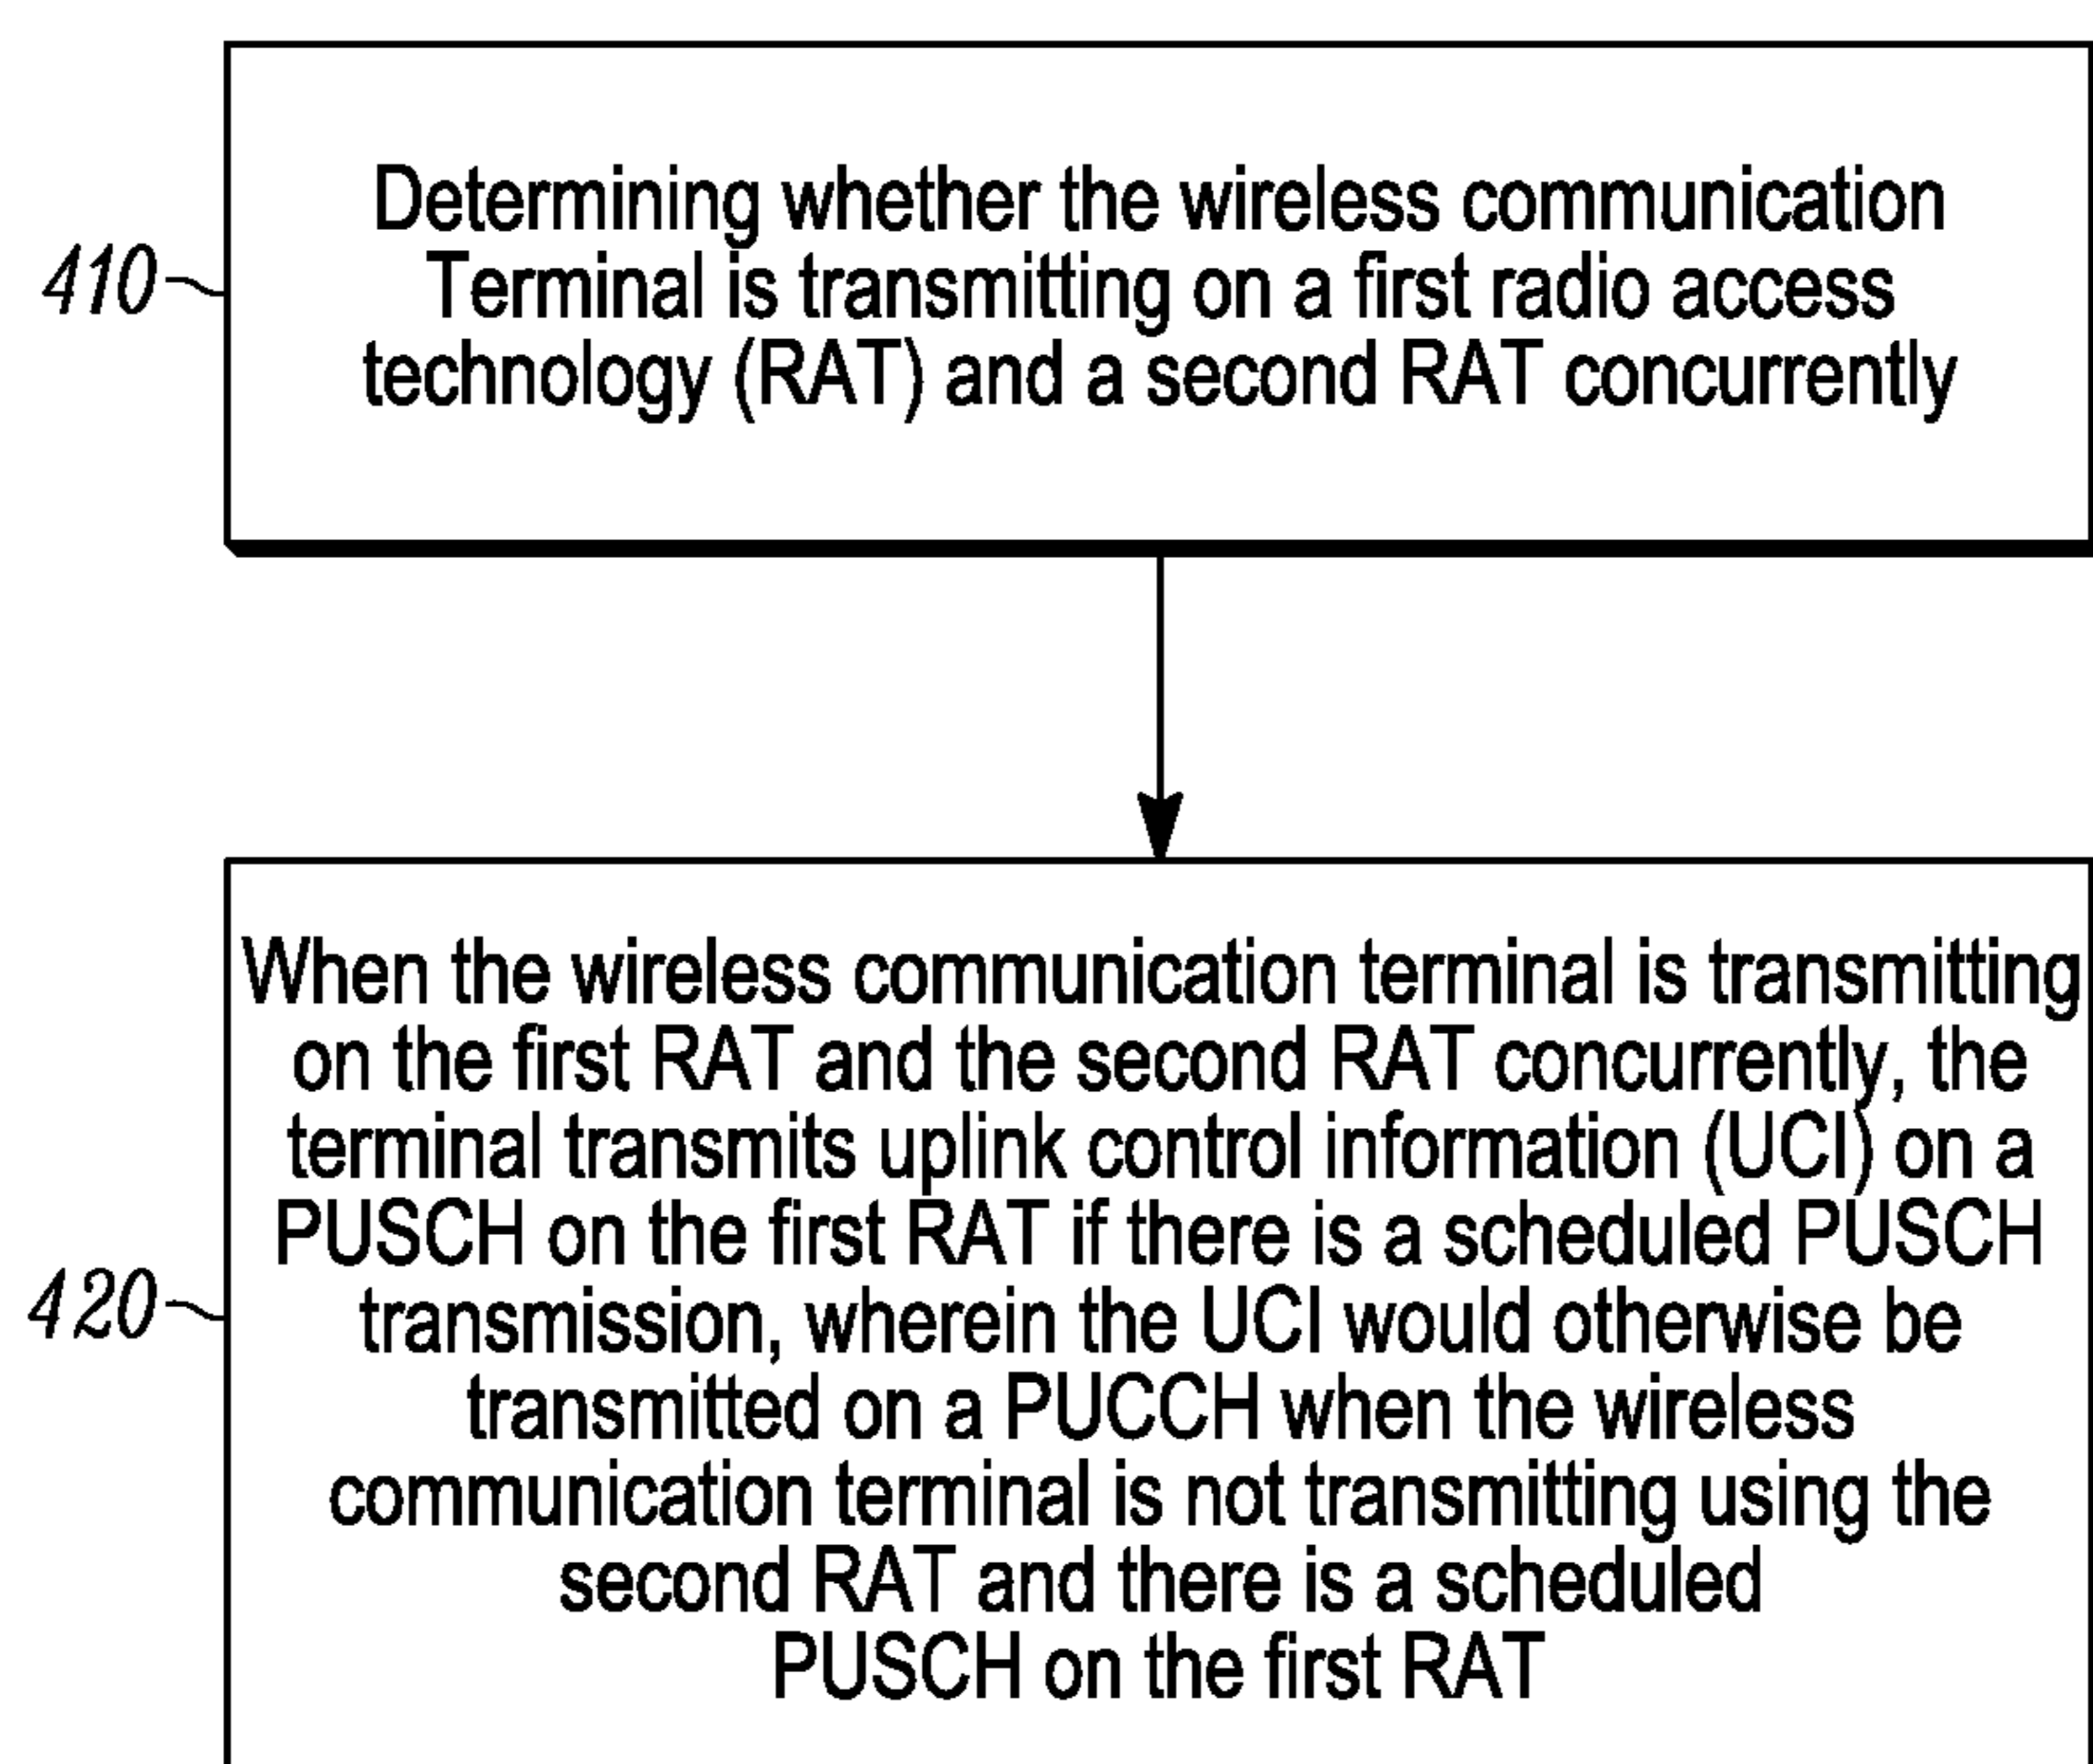 Determining whether the wireless communication
Terminal is transmitting on a first radio access
410
technology (RAT) and a second RAT concurrently
When the wireless communication terminal is transmitting
on the first RAT and the second RAT concurrently, the
terminal transmits uplink control information (UCI) on a
PUSCH on the first RAT if there is a scheduled PUSCH
420
transmission, wherein the UCI would otherwise be
transmitted on a PUCCH when the wireless
communication terminal is not transmitting using the
second RAT and there is a scheduled
PUSCH on the first RAT